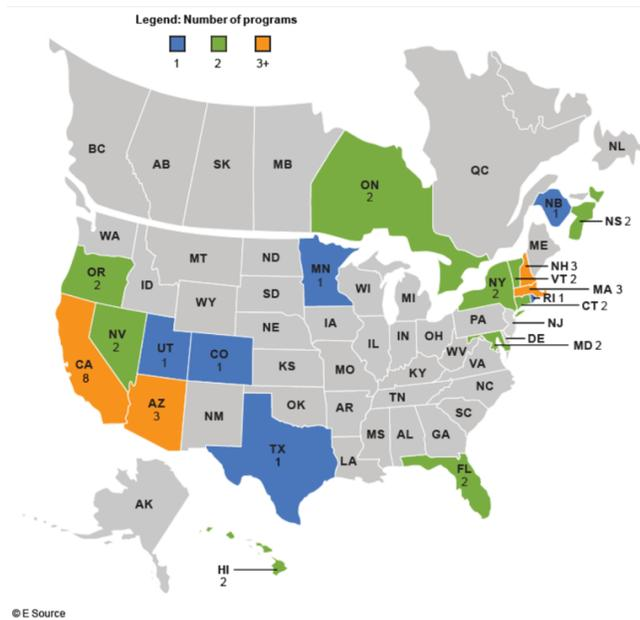 Legend: Number of programs
1 2 3+
BC
AB
SK
MB
ON
2
QC
NL
NB
1
NS 2
WA
MT
ND
MN
1
ME
OR
2
ID
SD
WI
MI
NY
2
NH 3
VT 2
MA 3
RI 1
CT 2
WY
IA
PA
NJ
NV
2
NE
IL
IN
OH
DE
MD 2
UT
1
CO
1
KS
MO
WV
VA
KY
CA
8
AZ
3
NM
OK
AR
TN
NC
SC
TX
1
LA
MS
AL
GA
FL
2
AK
HI
2
© E Source